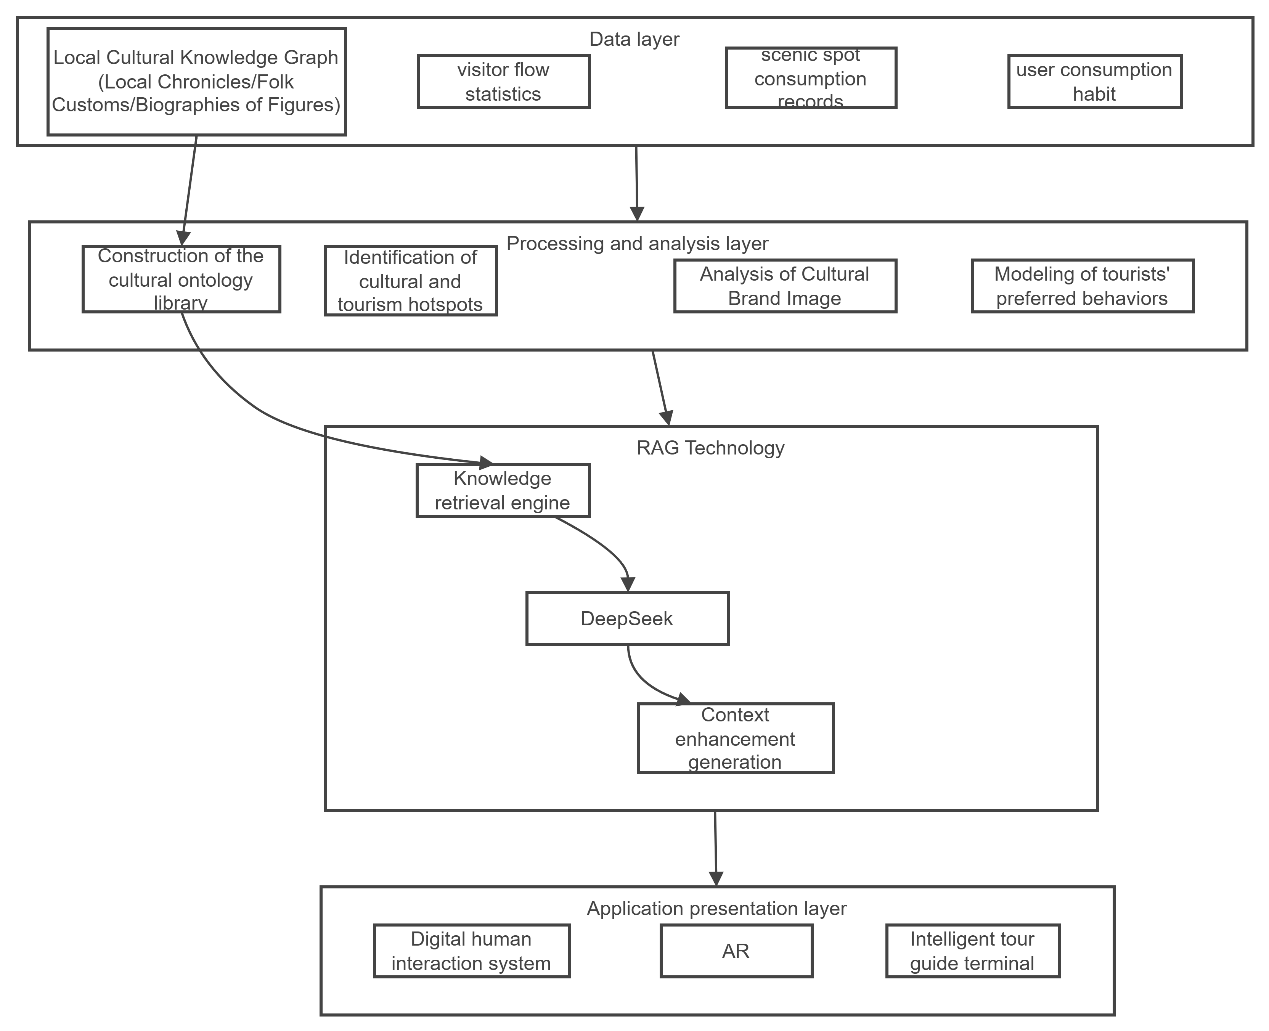 Data layer
Local Cultural Knowledge Graph
(Local Chronicles/Folk
Customs/Biographies of Figures)
visitor flow
statistics
scenic spot
consumption
records
user consumption
habit
Processing and analysis layer
Construction of the
cultural ontology
library
Identification of
cultural and
tourism hotspots
Analysis of Cultural
Brand Image
Modeling of tourists'
preferred behaviors
RAG Technology
Knowledge
retrieval engine
DeepSeek
Context
enhancement
generation
Application presentation layer
Digital human
interaction system
AR
Intelligent tour
guide terminal